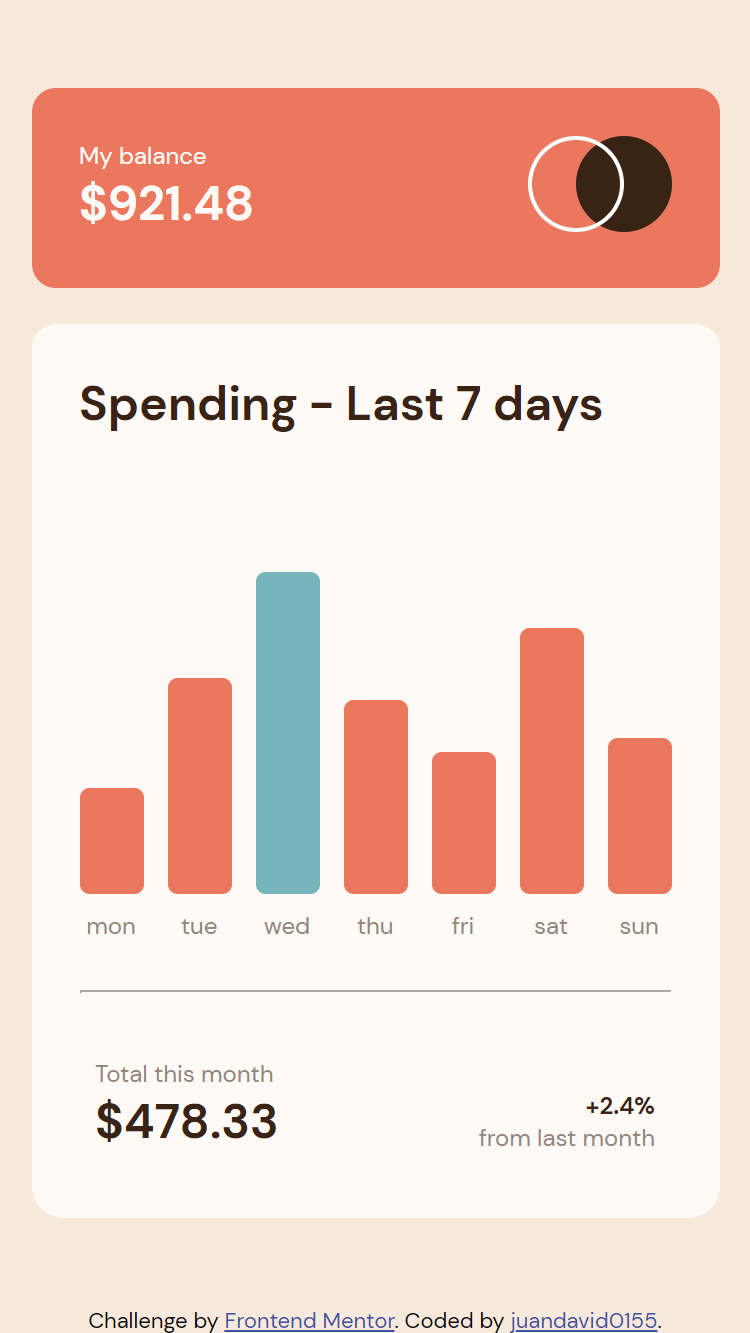 My balance
$921.48
Spending - Last 7 days
mon tue wed thu fri sat sun
Total this month
$478.33
+2.4%
from last month
Challenge by Frontend Mentor. Coded by juandavid0155.